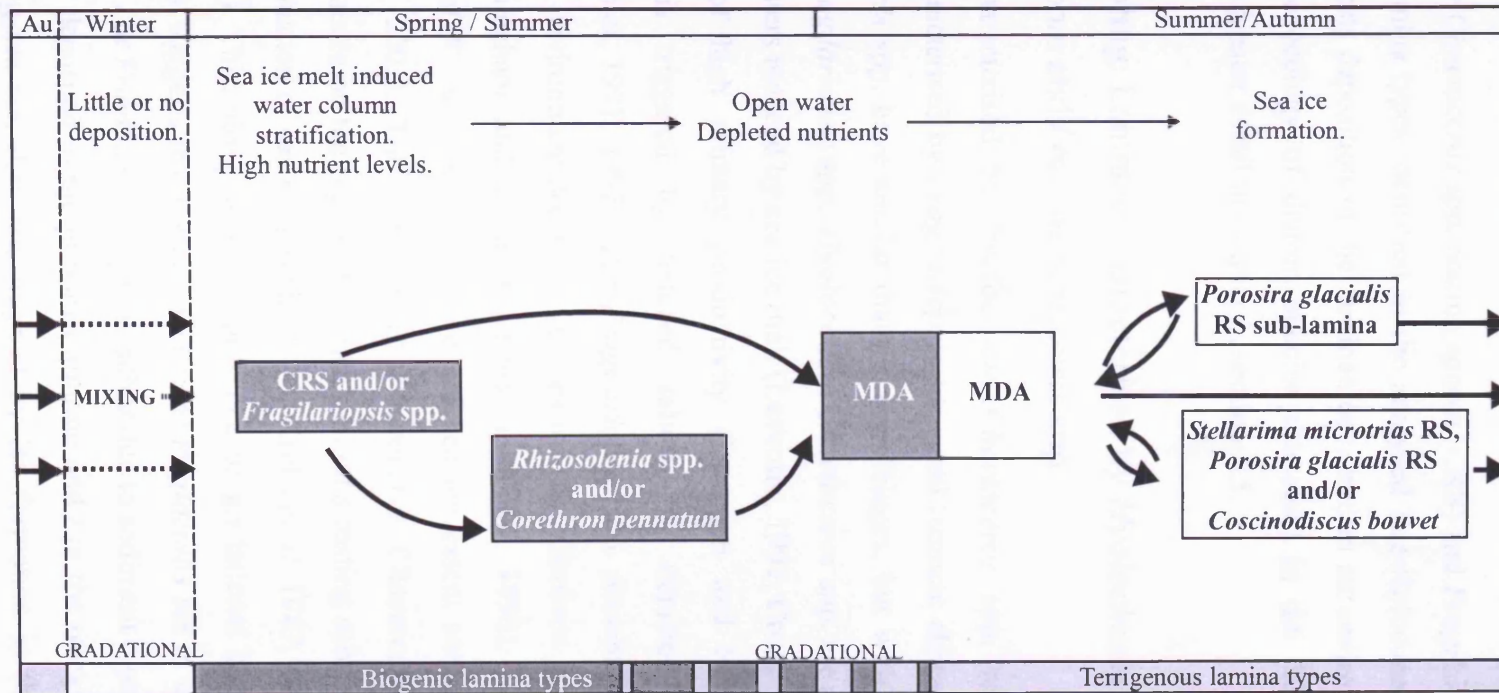 Au
Winter
Spring / Summer
Summer/Autumn
Little or no
deposition.
Sea ice melt induced
water column
stratification.
High nutrient levels.
Open water
Depleted nutrients
Sea ice
formation.
MIXING
CRS and/or
Fragilariopsis spp.
Rhizosolenia spp.
and/or
Corethron pennatum
MDA
MDA
Porosira glacialis
RS sub-lamina
Stellarima microtrias RS,
Porosira glacialis RS
and/or
Coscinodiscus bouvet
GRADATIONAL
GRADATIONAL
Biogenic lamina types
Terrigenous lamina types